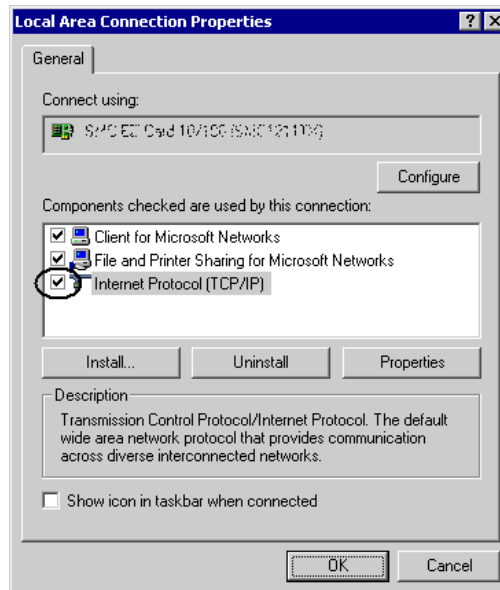 Local Area Connection Properties
General
Connect using:
Components checked are used by this connection:
Configure
Client for Microsoft Networks
File and Printer Sharing for Microsoft Networks
Internet Protocol (TCP/IP)
Install...
Uninstall
Properties
Description
Transmission Control Protocol/Internet Protocol. The default
wide area network protocol that provides communication
across diverse interconnected networks.
Show icon in taskbar when connected
OK
Cancel